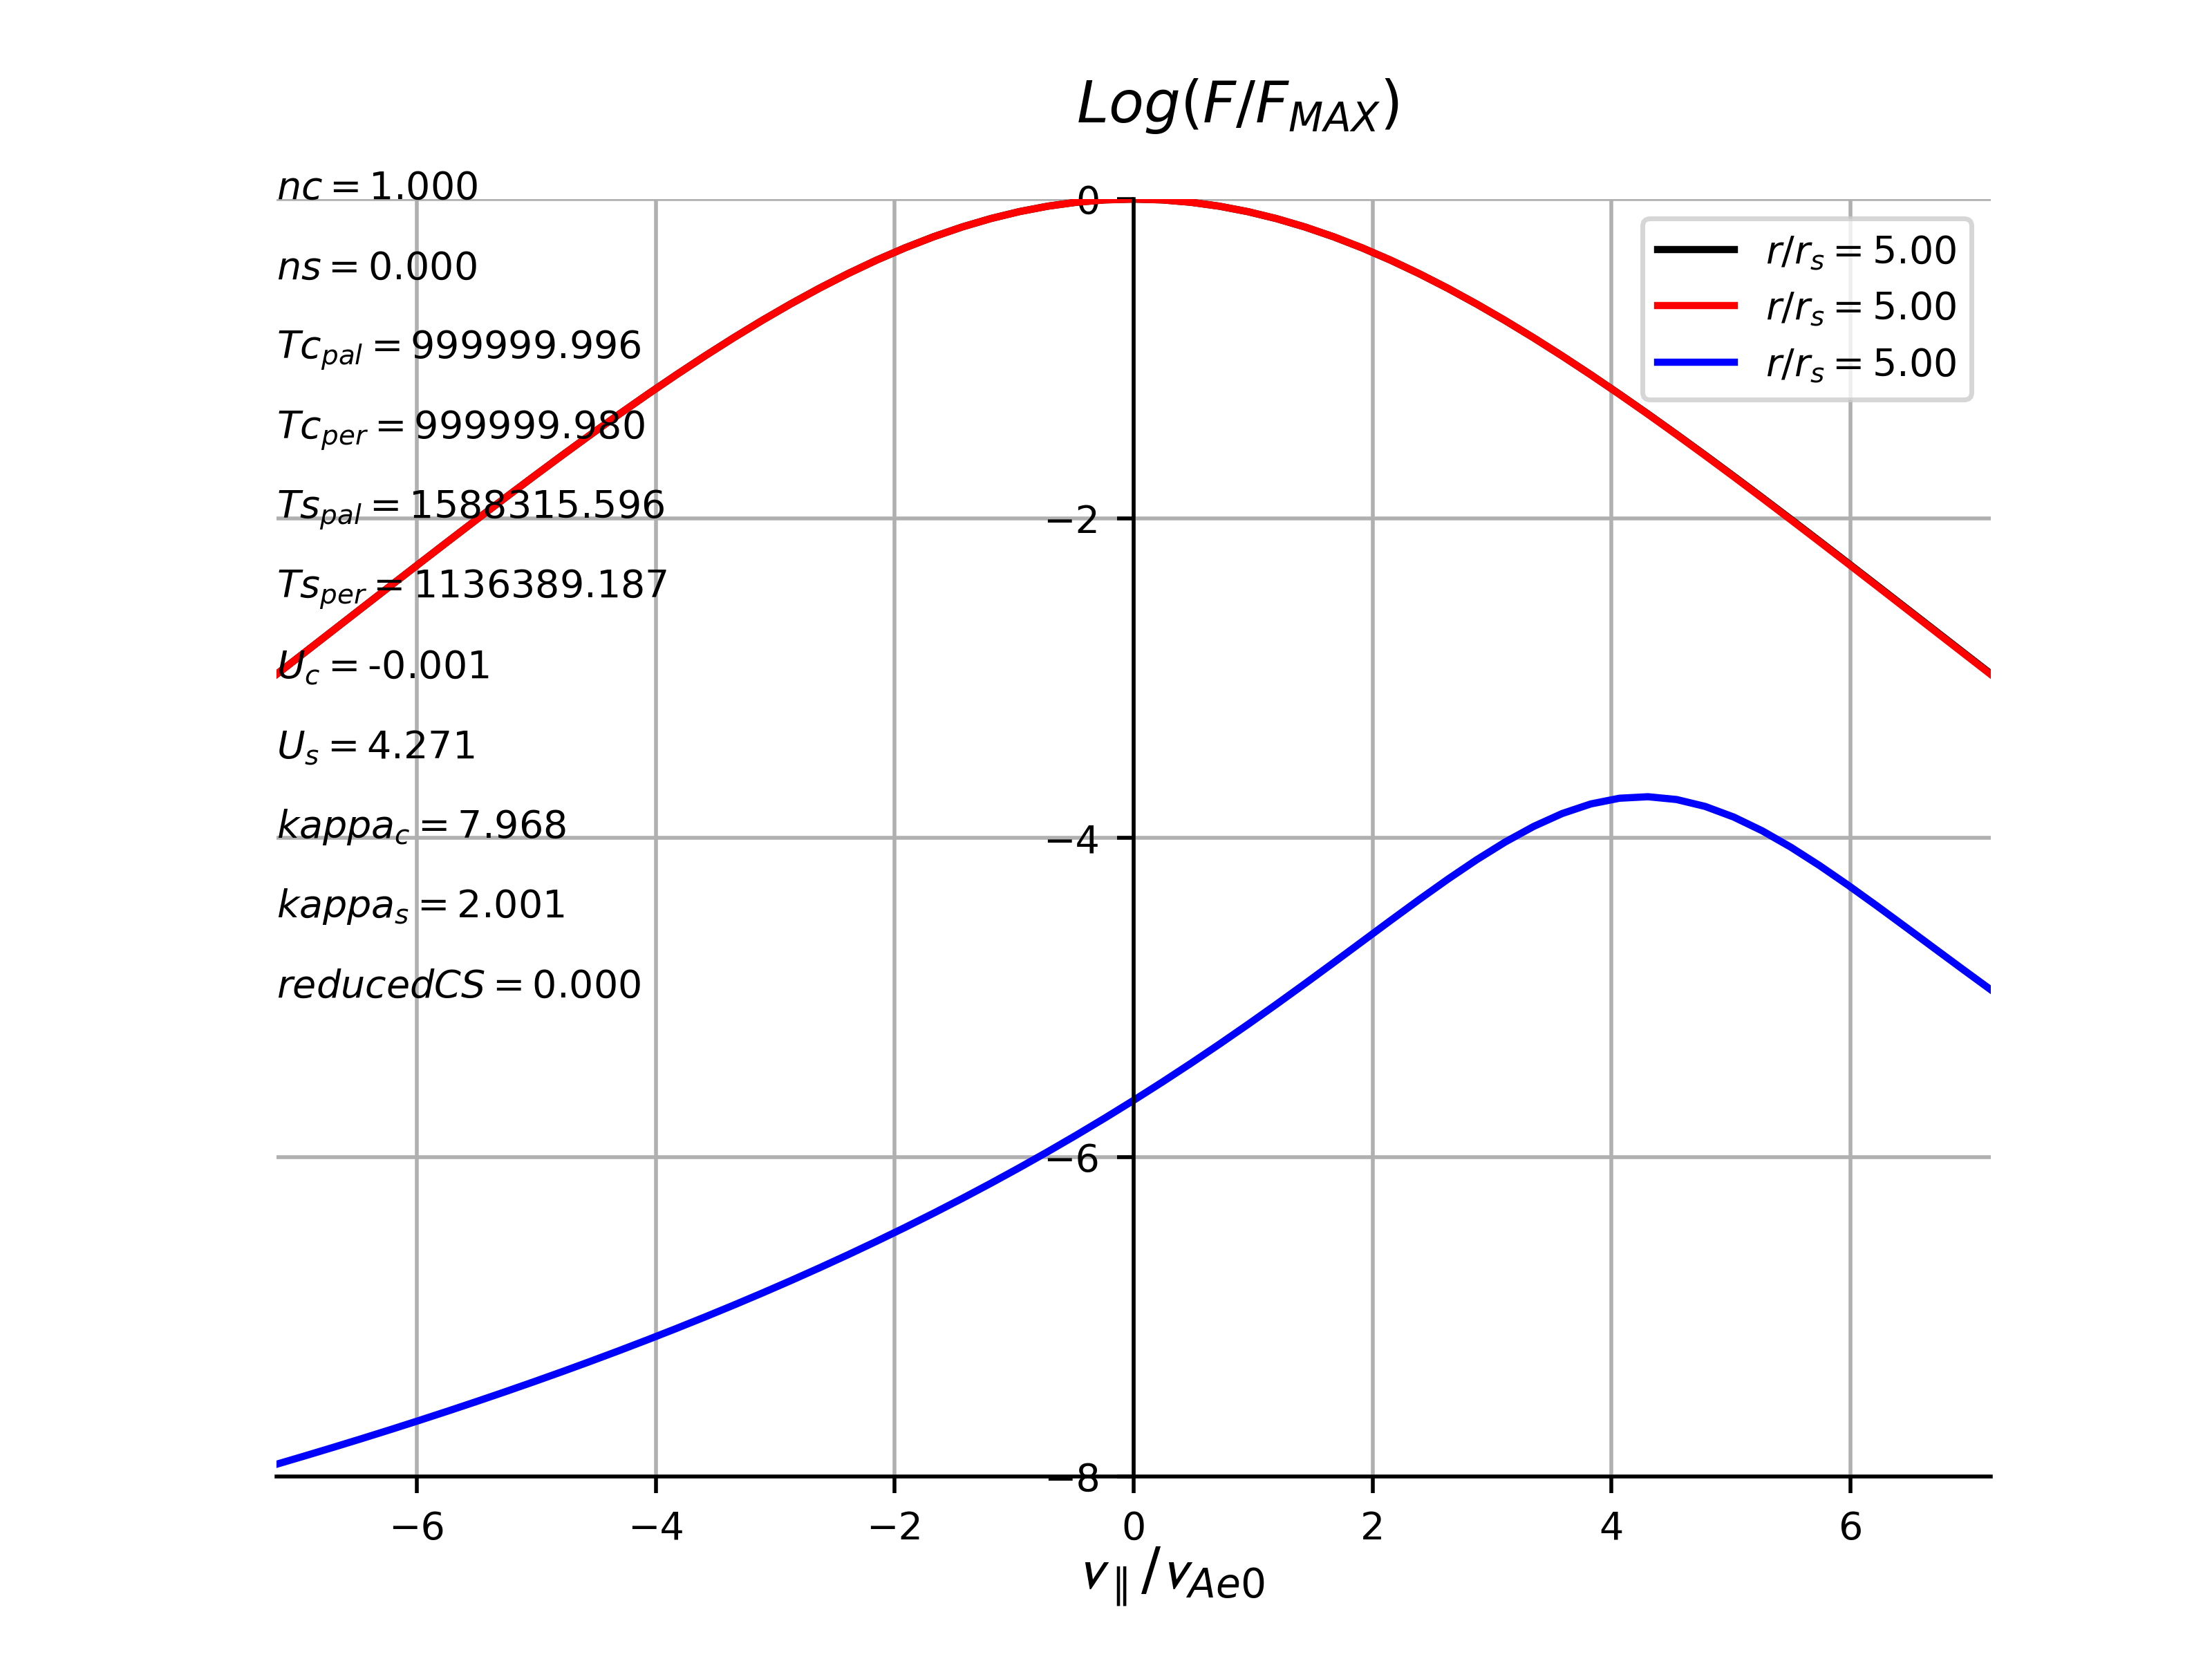 Log(F/F_MAX)
nc = 1.000
ns = 0.000
Tc_pal = 999999.996
Tc_per = 999999.980
Ts_pal = 1588315.596
Ts_per = 1136389.187
U_c = -0.001
U_s = 4.271
kappa_c = 7.968
kappa_s = 2.001
reducedCS = 0.000
r/r_s = 5.00
r/r_s = 5.00
r/r_s = 5.00
0
−2
−4
−6
−8
−6 −4 −2 0 2 4 6
v_∥/v_Ae0